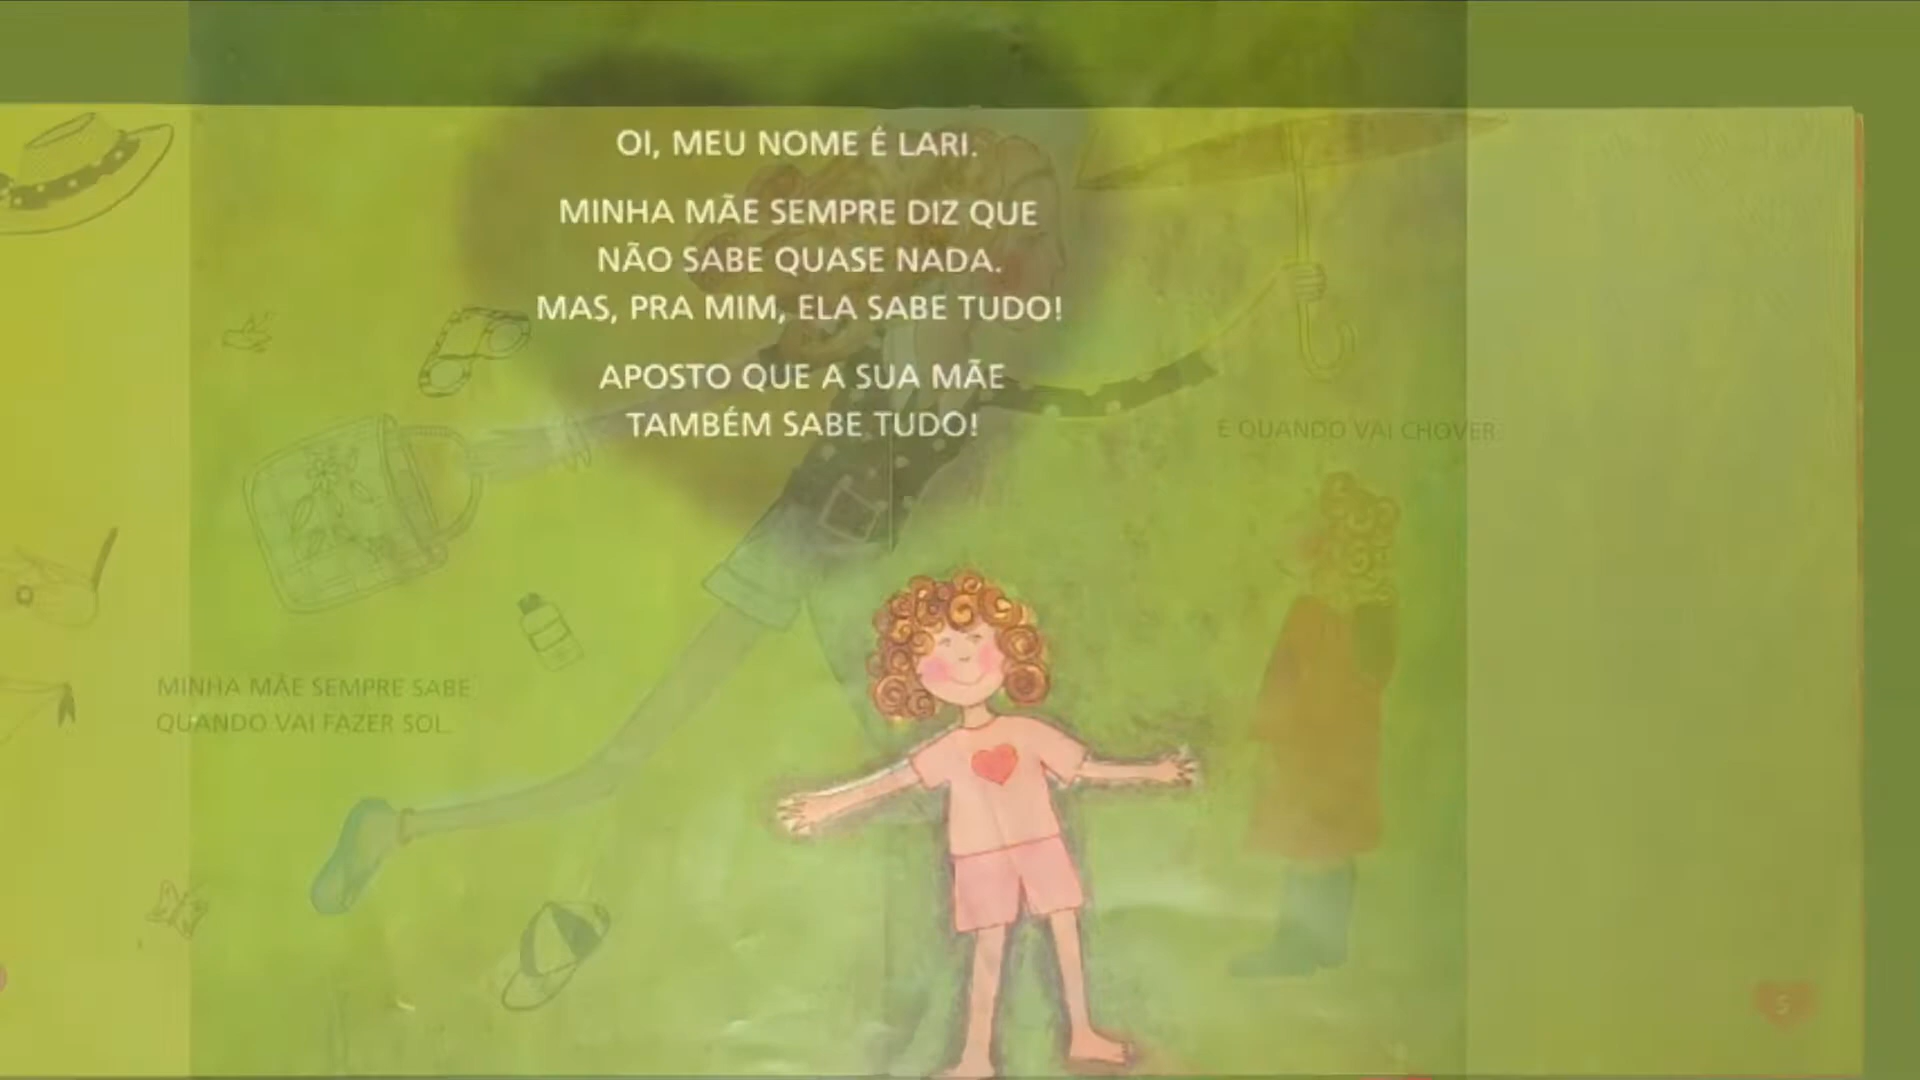 OI, MEU NOME É LARI.
MINHA MÃE SEMPRE DIZ QUE
NÃO SABE QUASE NADA.
MAS, PRA MIM, ELA SABE TUDO!
APOSTO QUE A SUA MÃE
TAMBÉM SABE TUDO!
MINHA MÃE SEMPRE SABE
QUANDO VAI FAZER SOL.
E QUANDO VAI CHOVER.
5